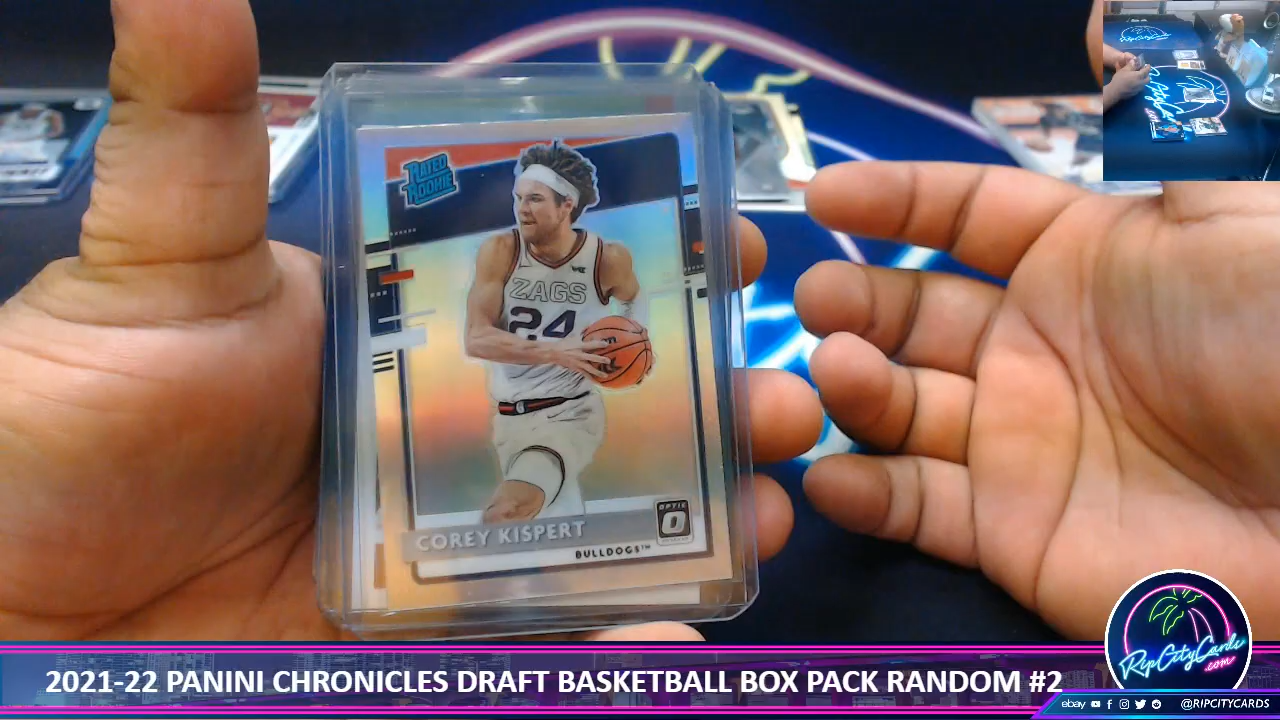 RATED
ROOKIE
ZAGS
24
COREY KISPERT
BULLDOGS™
OPTIC
RipCityCards
.com
2021-22 PANINI CHRONICLES DRAFT BASKETBALL BOX PACK RANDOM #2
ebay @RIPCITYCARDS